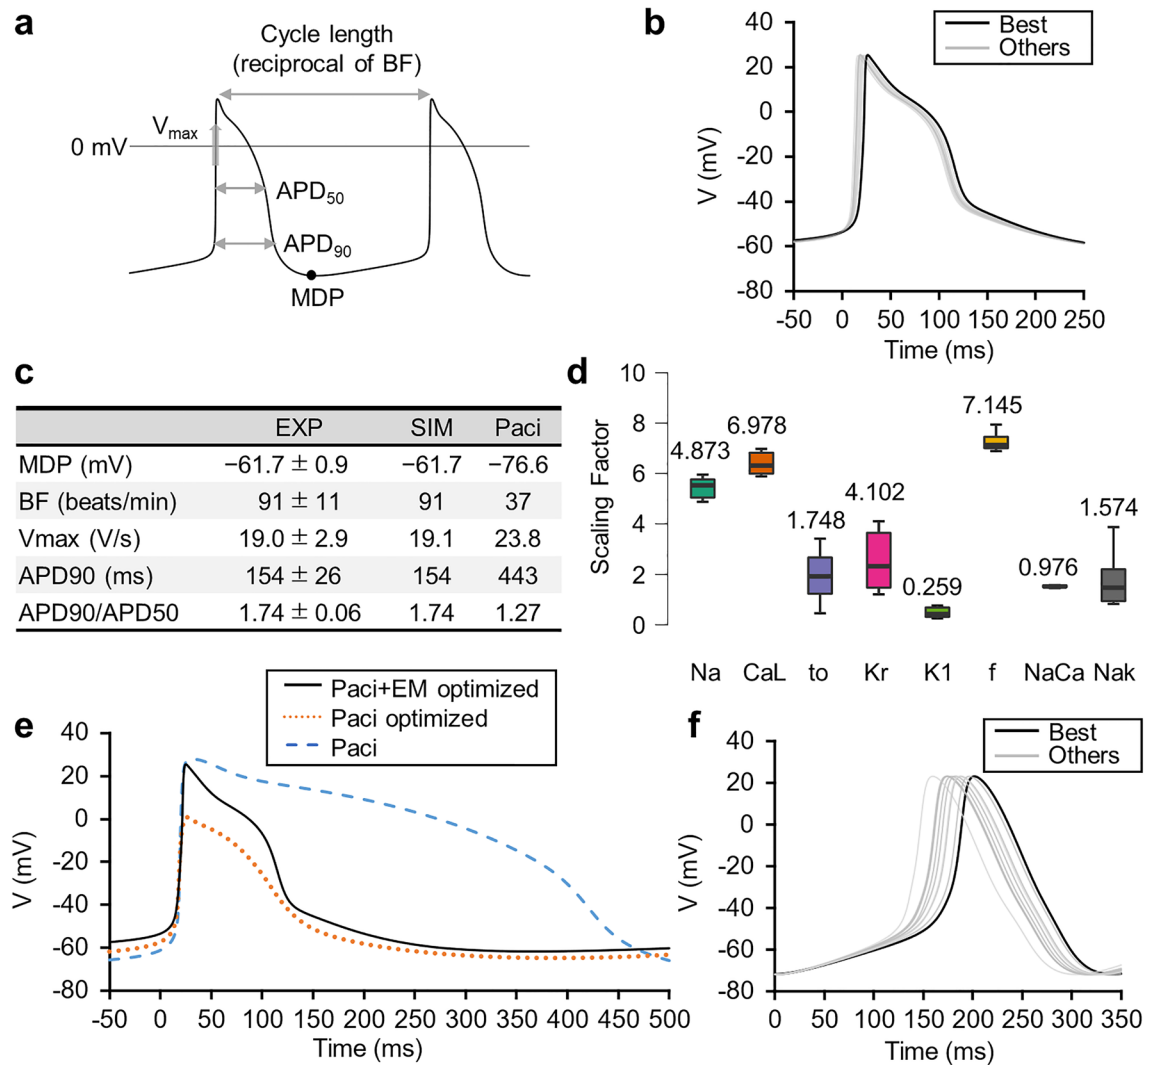 a
Cycle length
(reciprocal of BF)
Vmax
0 mV
APD50
APD90
MDP
b
Best
Others
40
20
0
-20
-40
-60
-80
V (mV)
-50 0 50 100 150 200 250
Time (ms)
c
EXP SIM Paci
MDP (mV) −61.7 ± 0.9 −61.7 −76.6
BF (beats/min) 91 ± 11 91 37
Vmax (V/s) 19.0 ± 2.9 19.1 23.8
APD90 (ms) 154 ± 26 154 443
APD90/APD50 1.74 ± 0.06 1.74 1.27
d
10
8
6
4
2
0
Scaling Factor
4.873
6.978
1.748
4.102
0.259
7.145
0.976
1.574
Na CaL to Kr K1 f NaCa Nak
e
Paci+EM optimized
Paci optimized
Paci
40
20
0
-20
-40
-60
-80
V (mV)
-50 0 50 100 150 200 250 300 350 400 450 500
Time (ms)
f
Best
Others
40
20
0
-20
-40
-60
-80
V (mV)
0 50 100 150 200 250 300 350
Time (ms)